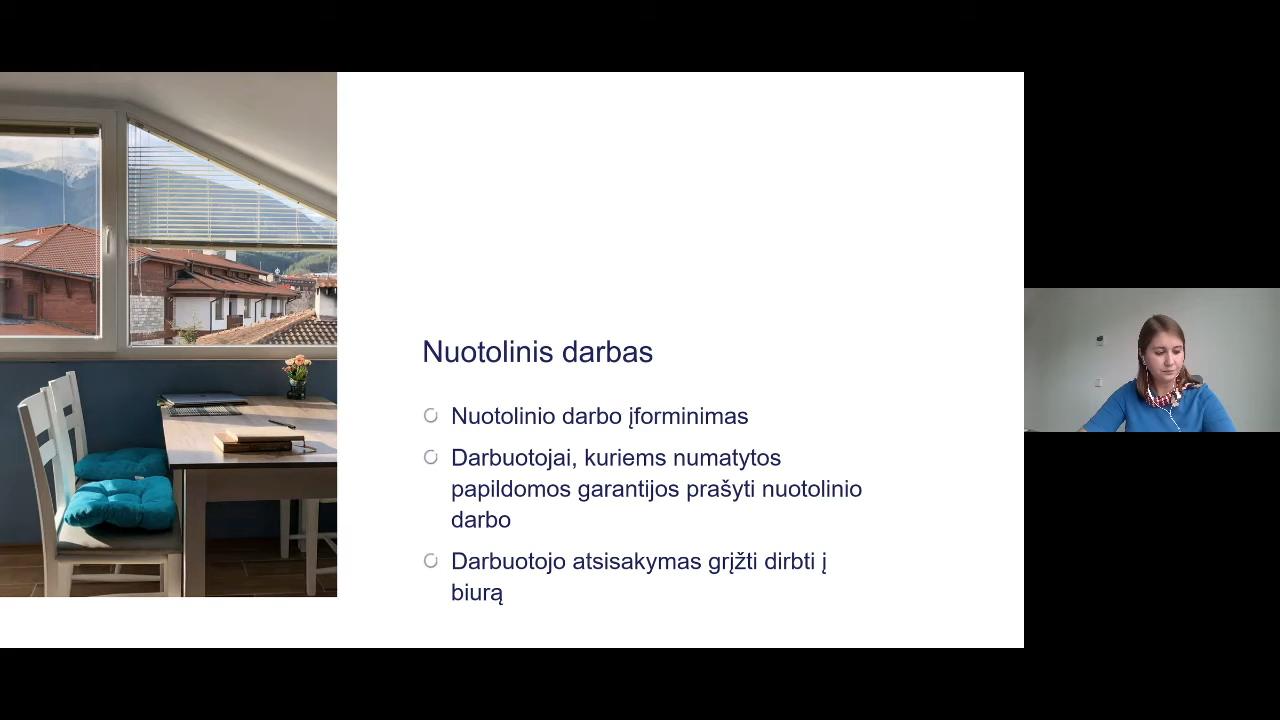 Nuotolinis darbas
Nuotolinio darbo įforminimas
Darbuotojai, kuriems numatytos
papildomos garantijos prašyti nuotolinio
darbo
Darbuotojo atsisakymas grįžti dirbti į
biurą